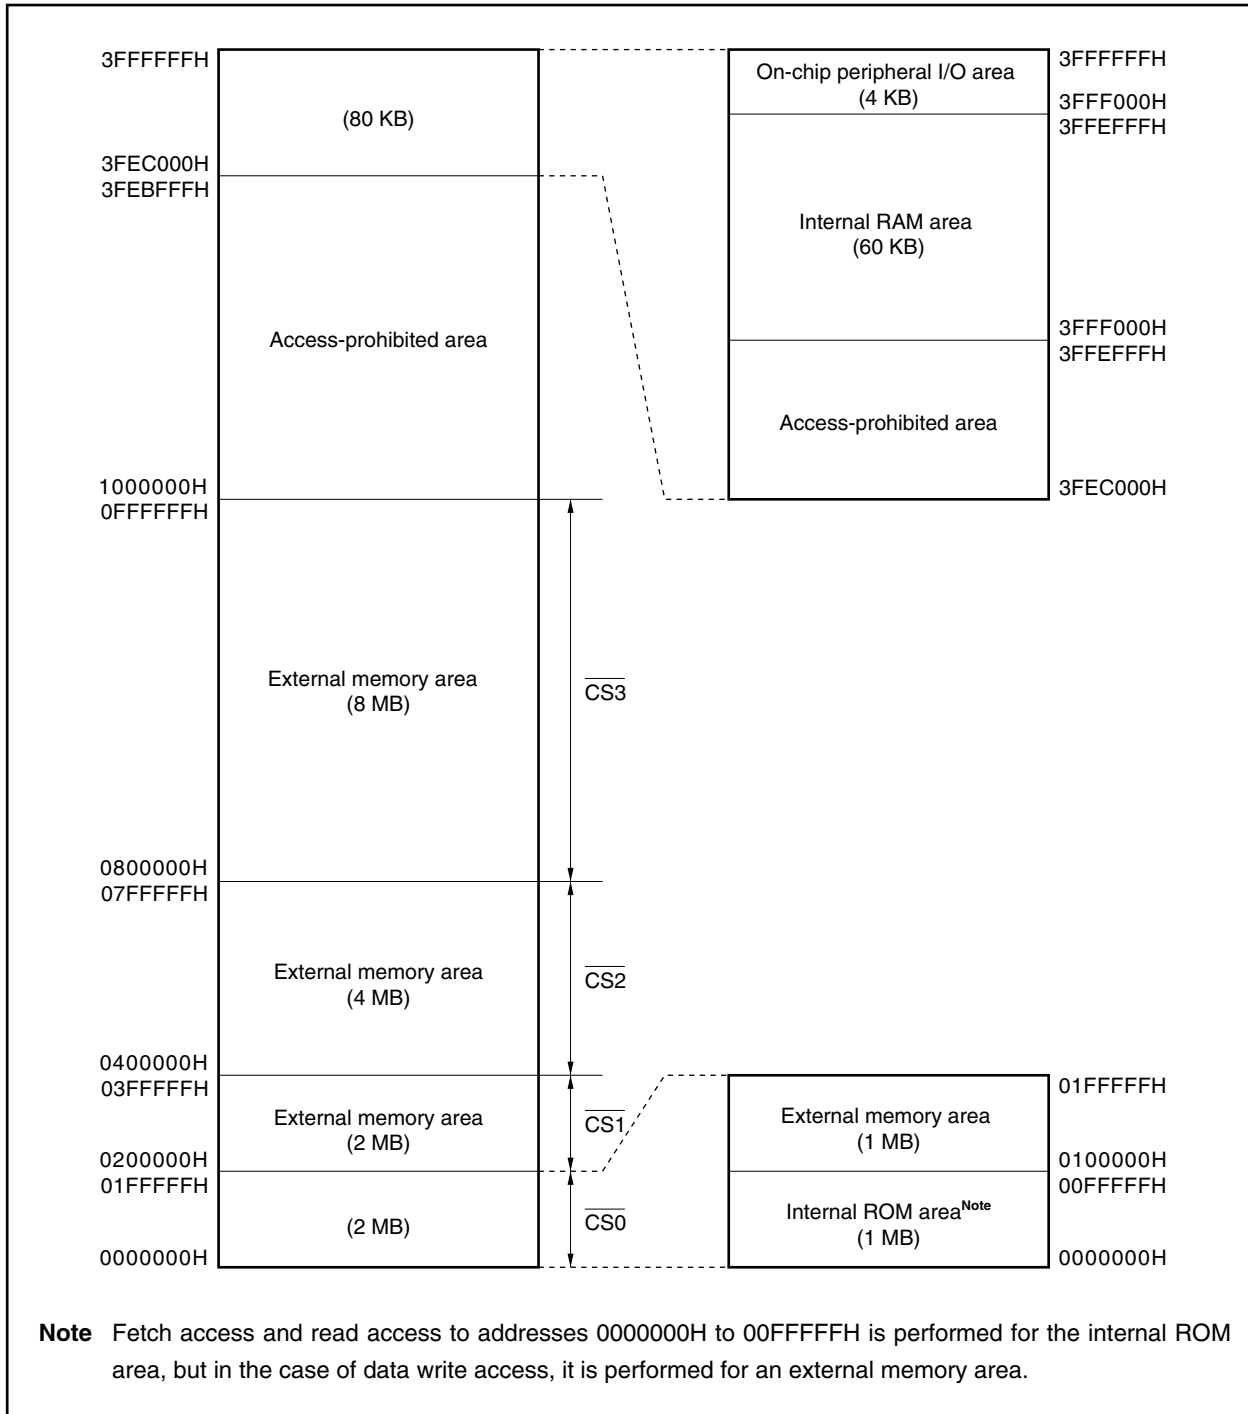 3FFFFFFH
(80 KB)
3FEC000H
3FEBFFFH
Access-prohibited area
1000000H
0FFFFFFH
External memory area
(8 MB)
CS3
0800000H
07FFFFFH
External memory area
(4 MB)
CS2
0400000H
03FFFFFH
External memory area
(2 MB)
CS1
0200000H
01FFFFFH
(2 MB)
CS0
0000000H
On-chip peripheral I/O area
(4 KB)
3FFFFFFH
3FFF000H
3FFEFFFH
Internal RAM area
(60 KB)
3FFF000H
3FFEFFFH
Access-prohibited area
3FEC000H
01FFFFFH
External memory area
(1 MB)
0100000H
00FFFFFH
Internal ROM areaNote
(1 MB)
0000000H
Note Fetch access and read access to addresses 0000000H to 00FFFFFH is performed for the internal ROM
area, but in the case of data write access, it is performed for an external memory area.